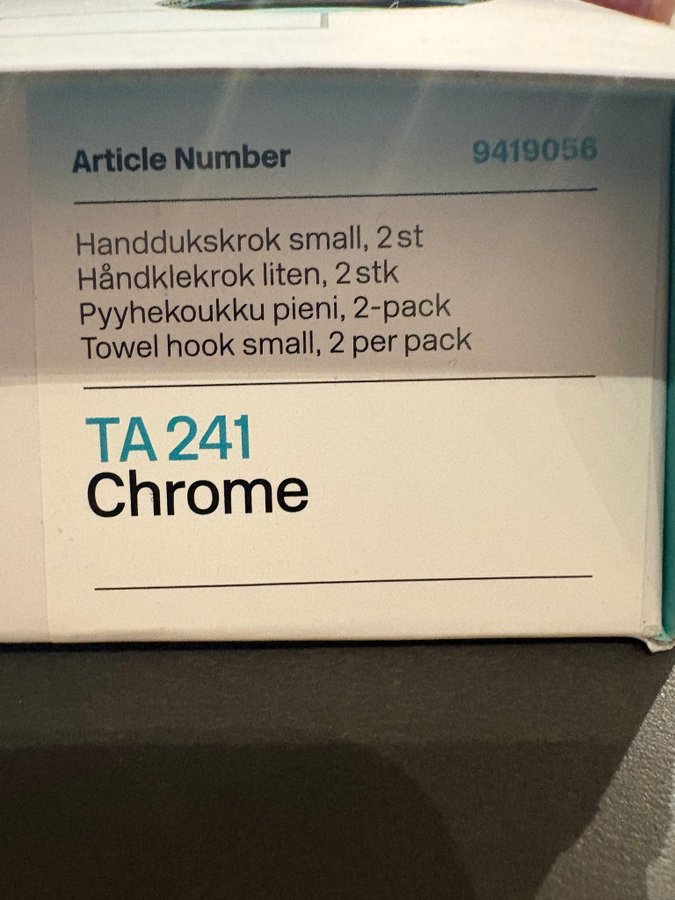 Article Number 9419056
Handdukskrok small, 2 st
Håndklekrok liten, 2 stk
Pyyhekoukku pieni, 2-pack
Towel hook small, 2 per pack
TA 241
Chrome